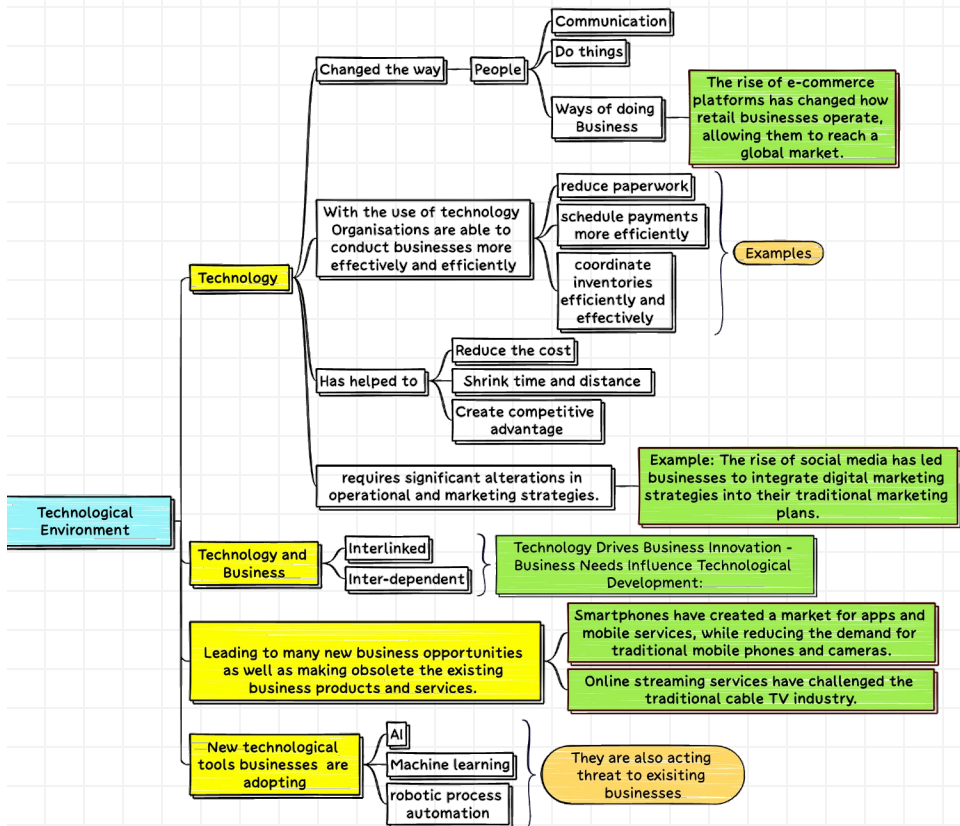 Communication
Do things
Changed the way
People
Ways of doing
Business
The rise of e-commerce
platforms has changed how
retail businesses operate,
allowing them to reach a
global market.
With the use of technology
Organisations are able to
conduct businesses more
effectively and efficiently
reduce paperwork
schedule payments
more efficiently
coordinate
inventories
efficiently and
effectively
Examples
Technology
Has helped to
Reduce the cost
Shrink time and distance
Create competitive
advantage
requires significant alterations in
operational and marketing strategies.
Example: The rise of social media has led
businesses to integrate digital marketing
strategies into their traditional marketing
plans.
Technological
Environment
Technology and
Business
Interlinked
Inter-dependent
Technology Drives Business Innovation -
Business Needs Influence Technological
Development:
Leading to many new business opportunities
as well as making obsolete the existing
business products and services.
Smartphones have created a market for apps and
mobile services, while reducing the demand for
traditional mobile phones and cameras.
Online streaming services have challenged the
traditional cable TV industry.
New technological
tools businesses are
adopting
AI
Machine learning
robotic process
automation
They are also acting
threat to exisiting
businesses